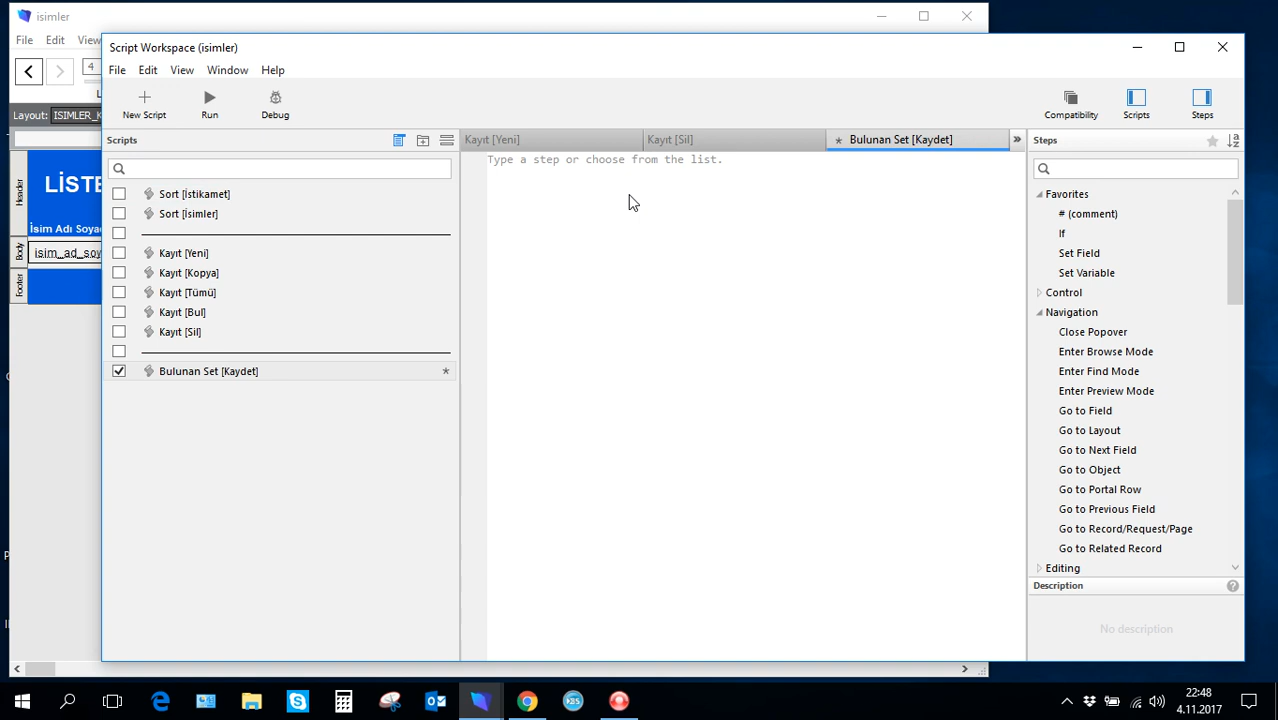 isimler
File Edit View
4
Layout: ISIMLER_K
Header
LİSTE
İsim Adı Soya
Body
isim_ad_soy
Footer
Script Workspace (isimler)
File Edit View Window Help
New Script Run Debug Compatibility Scripts Steps
Scripts
Sort [İstikamet]
Sort [İsimler]
Kayıt [Yeni]
Kayıt [Kopya]
Kayıt [Tümü]
Kayıt [Bul]
Kayıt [Sil]
Bulunan Set [Kaydet] *
Kayıt [Yeni] Kayıt [Sil] * Bulunan Set [Kaydet] »
Type a step or choose from the list.
Steps
Favorites
# (comment)
If
Set Field
Set Variable
Control
Navigation
Close Popover
Enter Browse Mode
Enter Find Mode
Enter Preview Mode
Go to Field
Go to Layout
Go to Next Field
Go to Object
Go to Portal Row
Go to Previous Field
Go to Record/Request/Page
Go to Related Record
Editing
Description
No description
22:48
4.11.2017